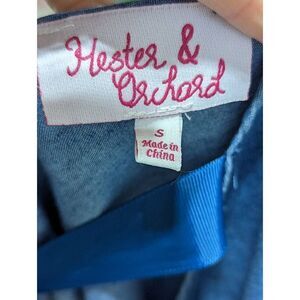 Hester &
Orchard
S
Made in
China